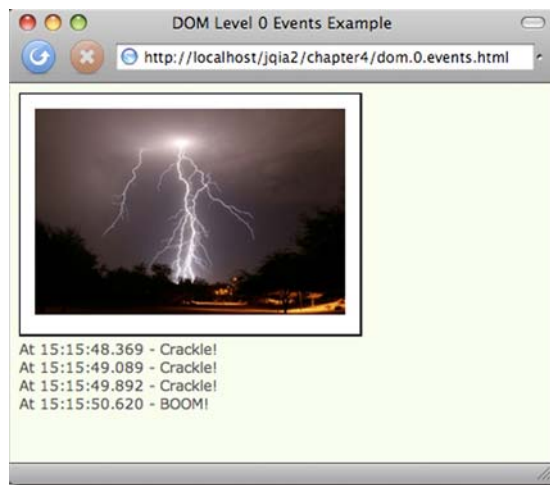 DOM Level 0 Events Example
http://localhost/jqia2/chapter4/dom.0.events.html
At 15:15:48.369 - Crackle!
At 15:15:49.089 - Crackle!
At 15:15:49.892 - Crackle!
At 15:15:50.620 - BOOM!